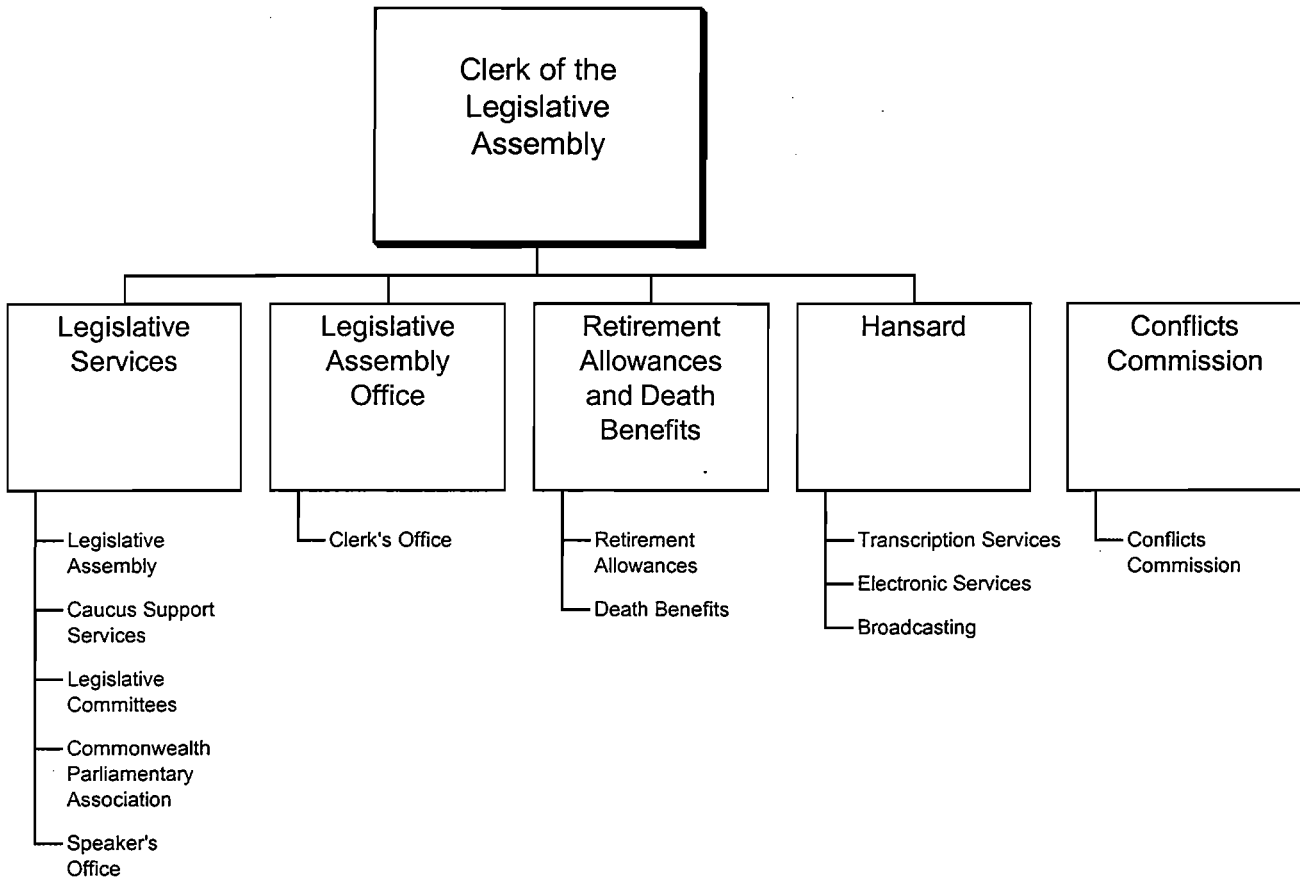 Clerk of the
Legislative
Assembly
Legislative
Services
Legislative
Assembly
Office
Retirement
Allowances
and Death
Benefits
Hansard
Conflicts
Commission
Legislative
Assembly
Caucus Support
Services
Legislative
Committees
Commonwealth
Parliamentary
Association
Speaker's
Office
Clerk's Office
Retirement
Allowances
Death Benefits
Transcription Services
Electronic Services
Broadcasting
Conflicts
Commission